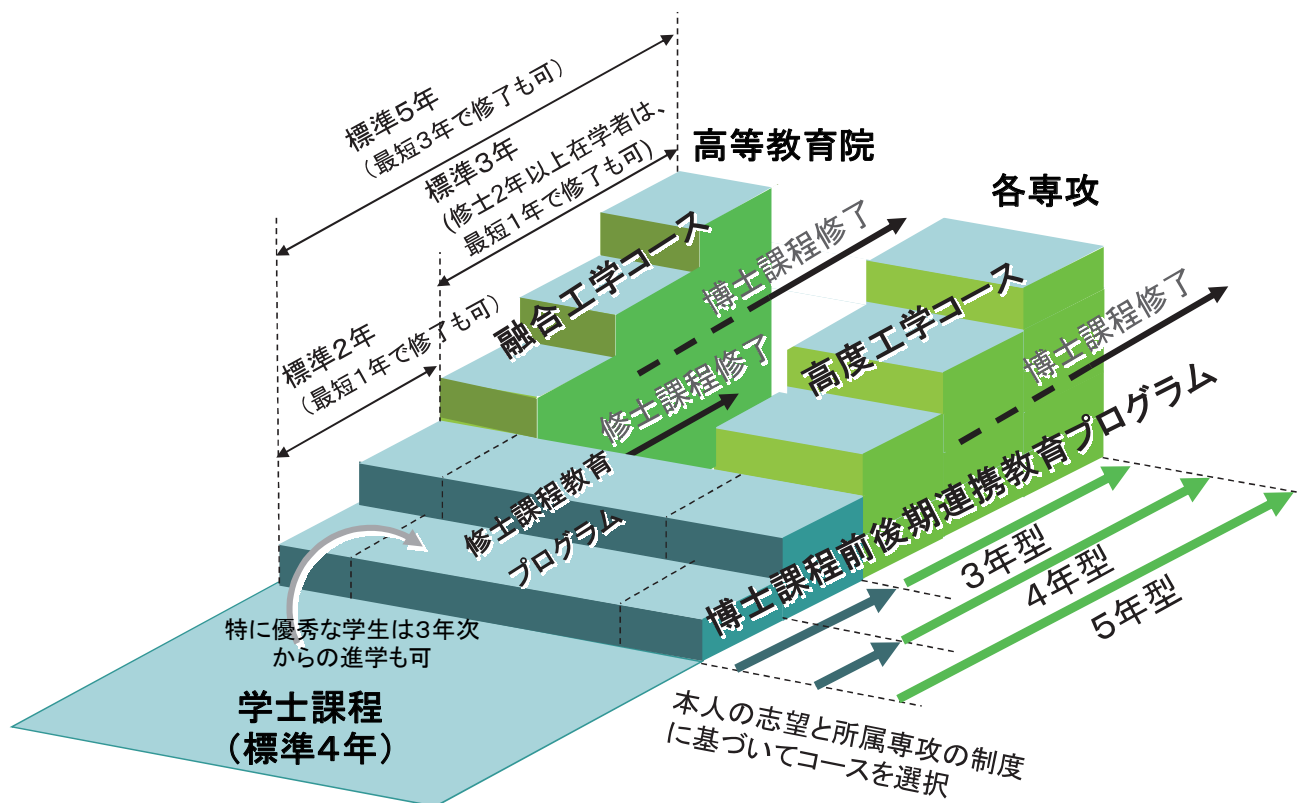 標準5年
(最短3年で修了も可)
標準3年
(修士2年以上在学者は、
最短1年で修了も可)
標準2年
(最短1年で修了も可)
高等教育院
各専攻
融合工学コース
博士課程修了
高度工学コース
博士課程修了
修士課程修了
修士課程教育
プログラム
博士課程前後期連携教育プログラム
3年型
4年型
5年型
特に優秀な学生は3年次
からの進学も可
学士課程
(標準4年)
本人の志望と所属専攻の制度
に基づいてコースを選択